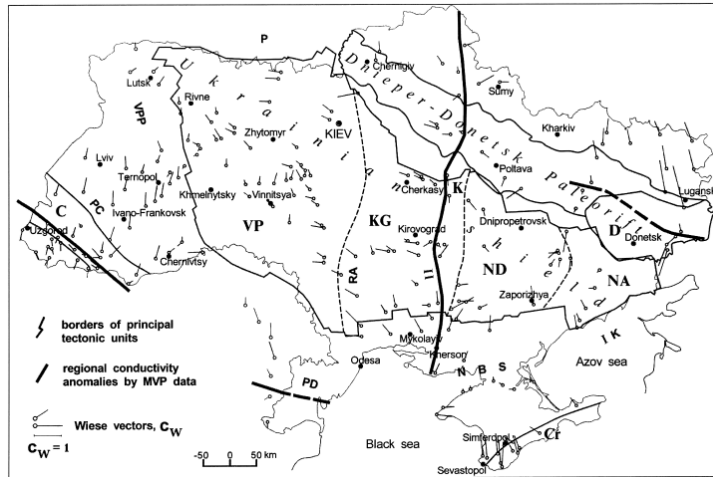 P
Chernigiv
Dnieper-Donetsk Paleorift
Ukrainian shield
Lutsk
Rivne
Sumy
VPP
Zhytomyr
KIEV
Kharkiv
Lviv
Ternopol
Poltava
Khmelnytsky
Vinnitsya
Cherkasy
K
Lugansk
C
PC
Ivano-Frankovsk
Uzgorod
VP
KG
Kirovograd
Dnipropetrovsk
D
Donetsk
Chernivtsy
RA
II
ND
NA
Zaporizhya
borders of principal
tectonic units
Mykolayiv
I K
Azov sea
regional conductivity
anomalies by MVP data
PD
Odesa
Kherson
N B S
Wiese vectors, CW
CW = 1
Simferopol
Cr
Black sea
-50 0 50 km
Sevastopol